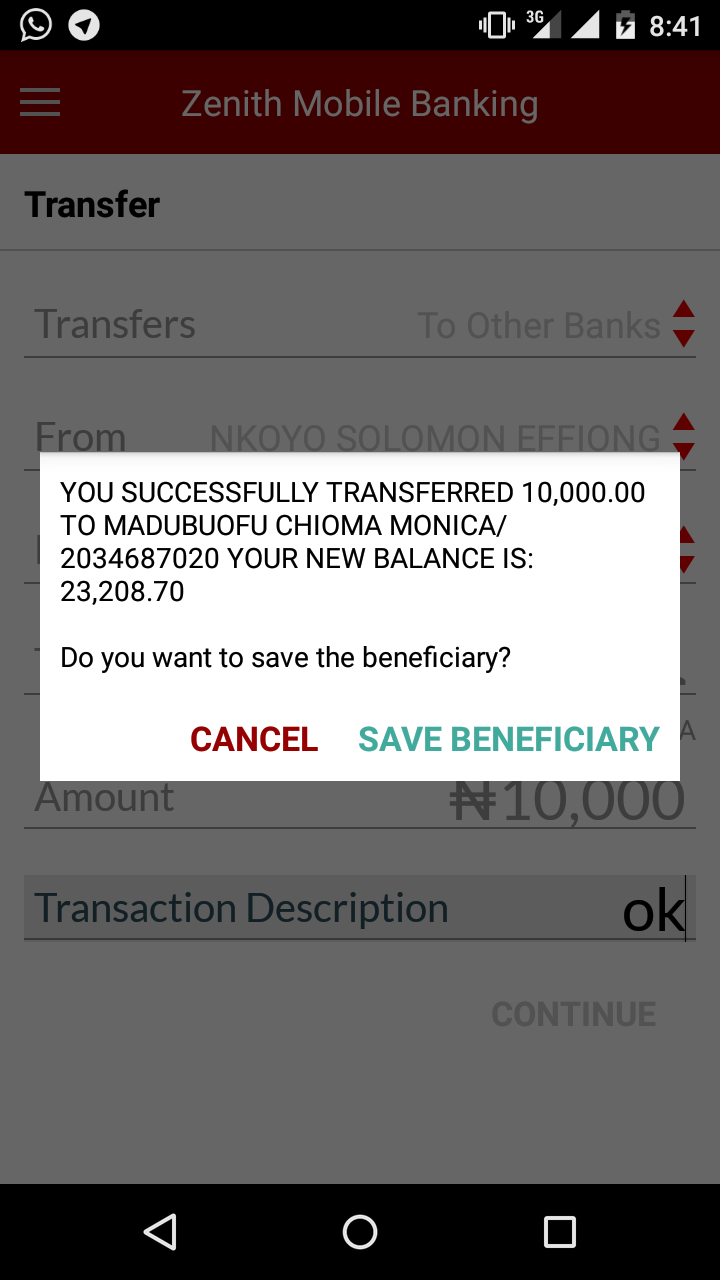 3G 8:41
Zenith Mobile Banking
Transfer
Transfers To Other Banks
From NKOYO SOLOMON EFFIONG
YOU SUCCESSFULLY TRANSFERRED 10,000.00
TO MADUBUOFU CHIOMA MONICA/
2034687020 YOUR NEW BALANCE IS:
23,208.70
Do you want to save the beneficiary?
CANCEL SAVE BENEFICIARY
Amount ₦10,000
Transaction Description ok
CONTINUE